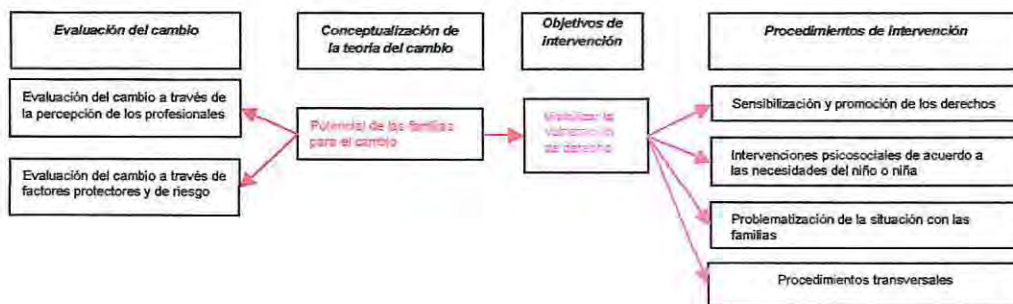 Evaluación del cambio
Conceptualización de
la teoría del cambio
Objetivos de
intervención
Procedimientos de intervención
Evaluación del cambio a través de
la percepción de los profesionales
Evaluación del cambio a través de
factores protectores y de riesgo
Potencial de las familias
para el cambio
Visibilizar la
vulneración
de derecho
Sensibilización y promoción de los derechos
Intervenciones psicosociales de acuerdo a
las necesidades del niño o niña
Problematización de la situación con las
familias
Procedimientos transversales